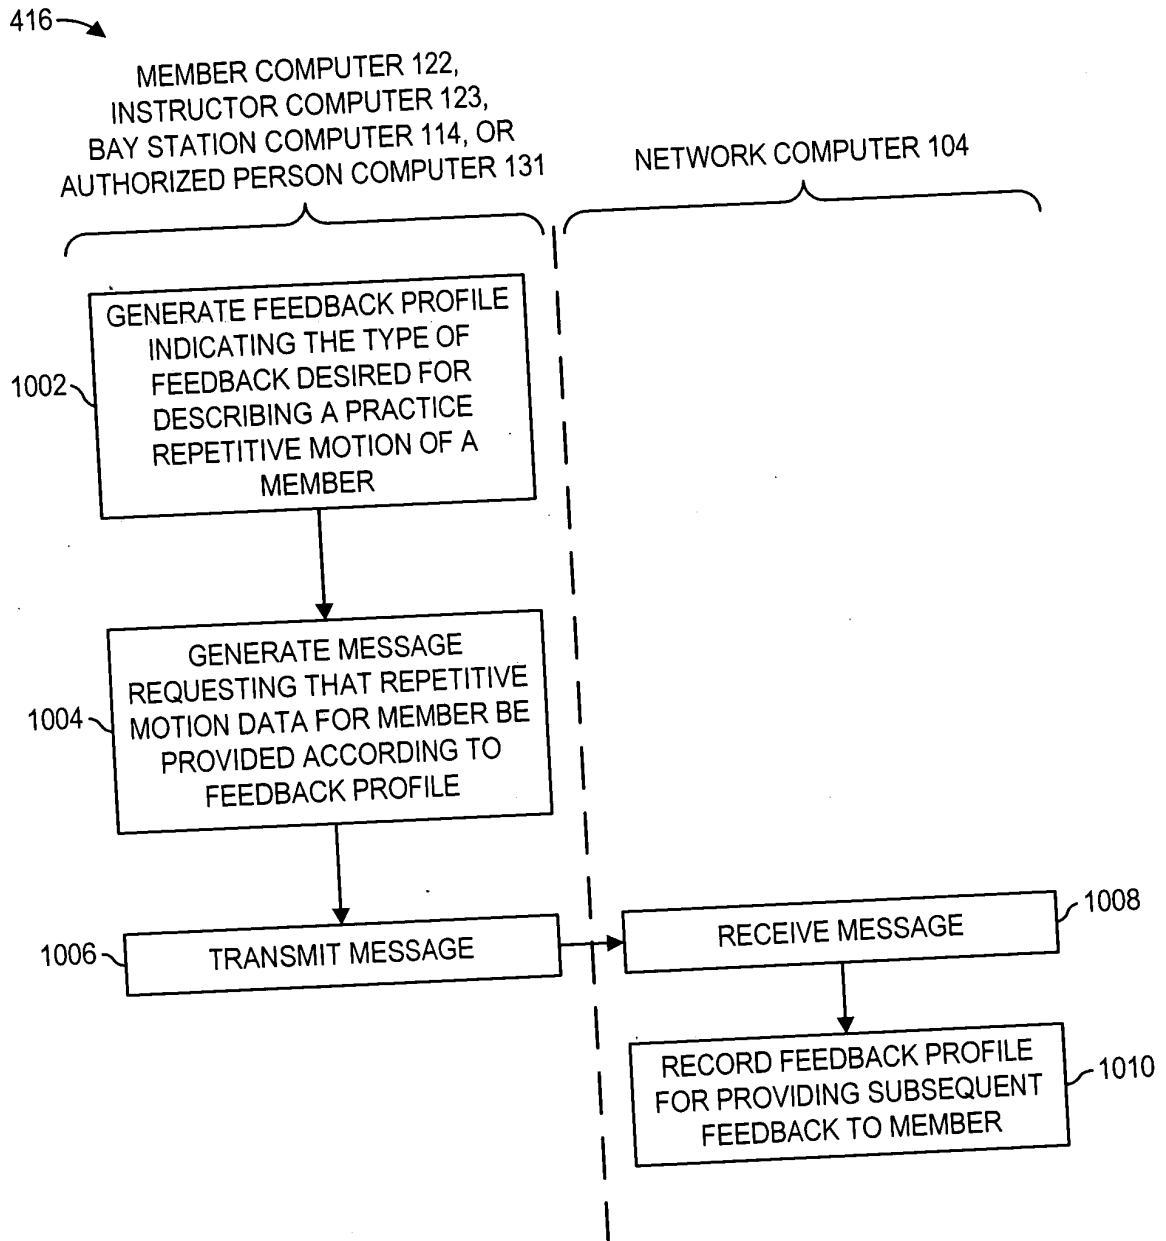 416
MEMBER COMPUTER 122,
INSTRUCTOR COMPUTER 123,
BAY STATION COMPUTER 114, OR
AUTHORIZED PERSON COMPUTER 131
NETWORK COMPUTER 104
1002
GENERATE FEEDBACK PROFILE
INDICATING THE TYPE OF
FEEDBACK DESIRED FOR
DESCRIBING A PRACTICE
REPETITIVE MOTION OF A
MEMBER
1004
GENERATE MESSAGE
REQUESTING THAT REPETITIVE
MOTION DATA FOR MEMBER BE
PROVIDED ACCORDING TO
FEEDBACK PROFILE
1006
TRANSMIT MESSAGE
RECEIVE MESSAGE
1008
RECORD FEEDBACK PROFILE
FOR PROVIDING SUBSEQUENT
FEEDBACK TO MEMBER
1010